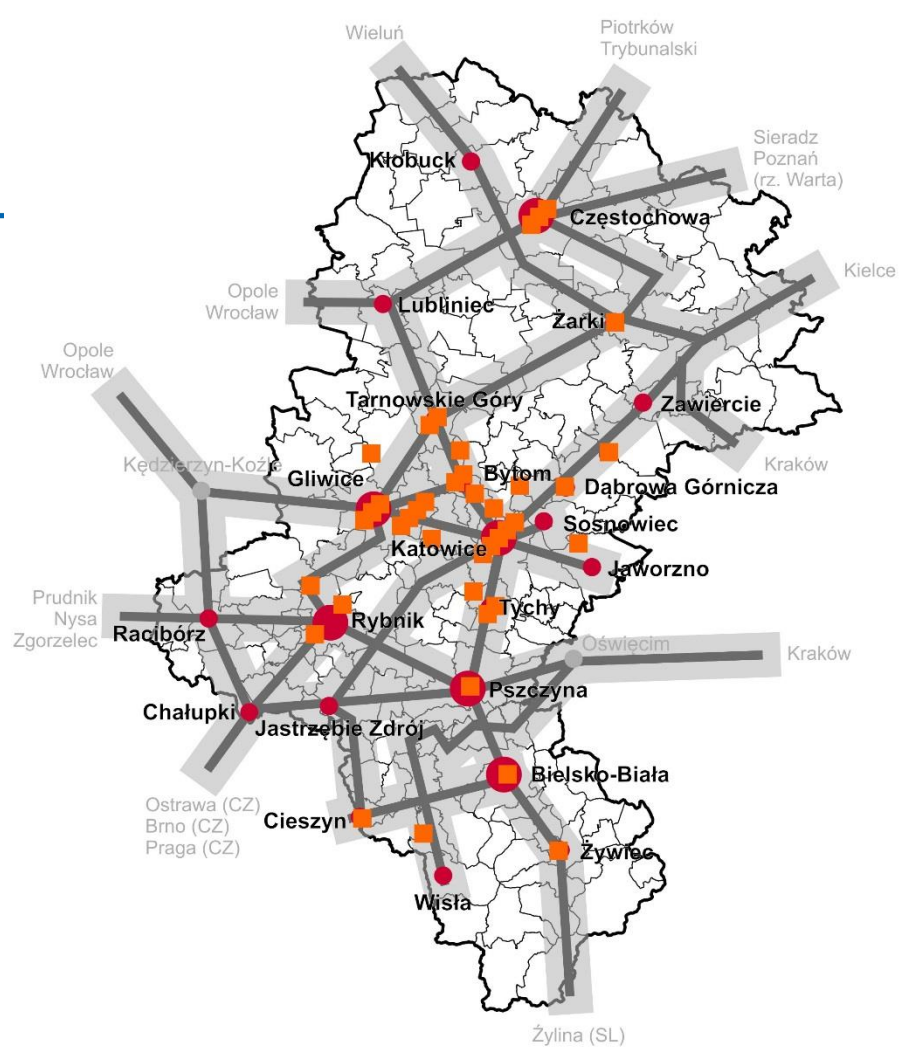 Wieluń
Piotrków
Trybunalski
Sieradz
Poznań
(rz. Warta)
Kłobuck
Częstochowa
Kielce
Opole
Wrocław
Lubliniec
Żarki
Opole
Wrocław
Tarnowskie Góry
Zawiercie
Kędzierzyn-Koźle
Gliwice
Bytom
Kraków
Dąbrowa Górnicza
Sosnowiec
Katowice
Jaworzno
Prudnik
Nysa
Zgorzelec
Racibórz
Rybnik
Tychy
Oświęcim
Kraków
Pszczyna
Chałupki
Jastrzębie Zdrój
Bielsko-Biała
Ostrawa (CZ)
Brno (CZ)
Praga (CZ)
Cieszyn
Żywiec
Wisła
Żylina (SL)